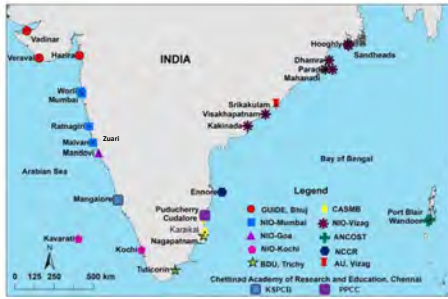 Vadinar
Veraval
Hazira
INDIA
Hooghly
Sandheads
Dhamra
Paradip
Mahanadi
Worli
Mumbai
Srikakulam
Visakhapatnam
Kakinada
Ratnagiri
Malvan
Zuari
Mandovi
Arabian Sea
Bay of Bengal
Mangalore
Ennore
Puducherry
Cudalore
Karaikal
Nagapatnam
Port Blair
Wandoor
Kavarati
Kochi
Tuticorin
N
Legend
GUIDE, Bhuj
NIO-Mumbai
NIO-Goa
NIO-Kochi
BDU, Trichy
CASMB
NIO-Vizag
ANCOST
NCCR
AU, Vizag
Chettinad Academy of Research and Education, Chennai
KSPCB
PPCC
0
250
500 km